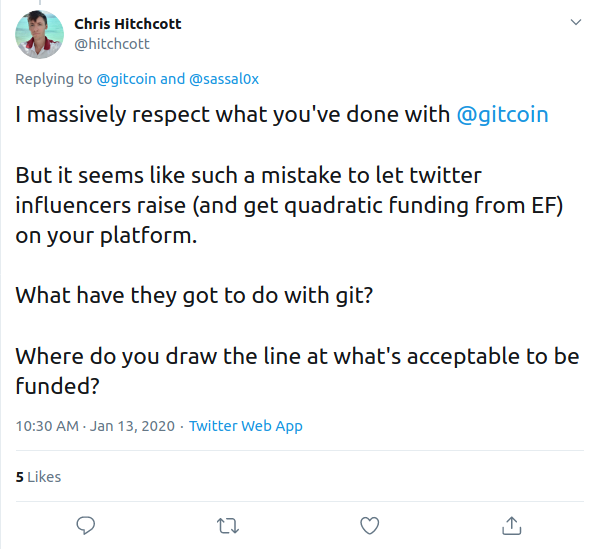 Chris Hitchcott
@hitchcott
Replying to @gitcoin and @sassal0x
I massively respect what you've done with @gitcoin
But it seems like such a mistake to let twitter
influencers raise (and get quadratic funding from EF)
on your platform.
What have they got to do with git?
Where do you draw the line at what's acceptable to be
funded?
10:30 AM · Jan 13, 2020 · Twitter Web App
5 Likes